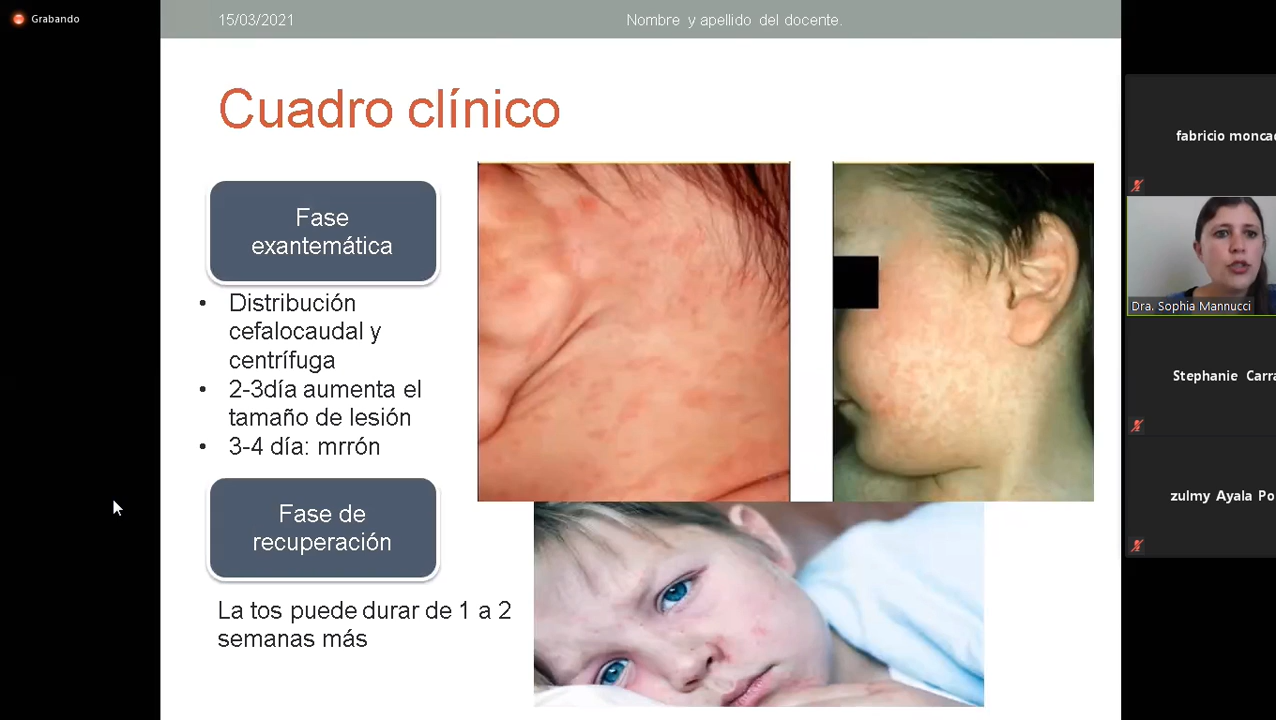 Grabando
15/03/2021
Nombre y apellido del docente.
Cuadro clínico
Fase
exantemática
• Distribución
cefalocaudal y
centrífuga
• 2-3día aumenta el
tamaño de lesión
• 3-4 día: mrrón
Fase de
recuperación
La tos puede durar de 1 a 2
semanas más
fabricio moncad
Dra. Sophia Mannucci
Stephanie Carra
zulmy Ayala Po